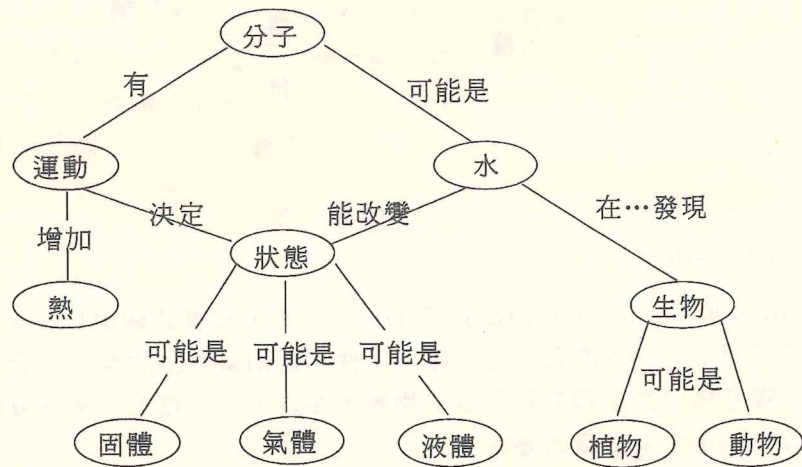 分子
有
可能是
運動
水
決定
能改變
在…發現
增加
狀態
熱
生物
可能是
可能是
可能是
可能是
固體
氣體
液體
植物
動物